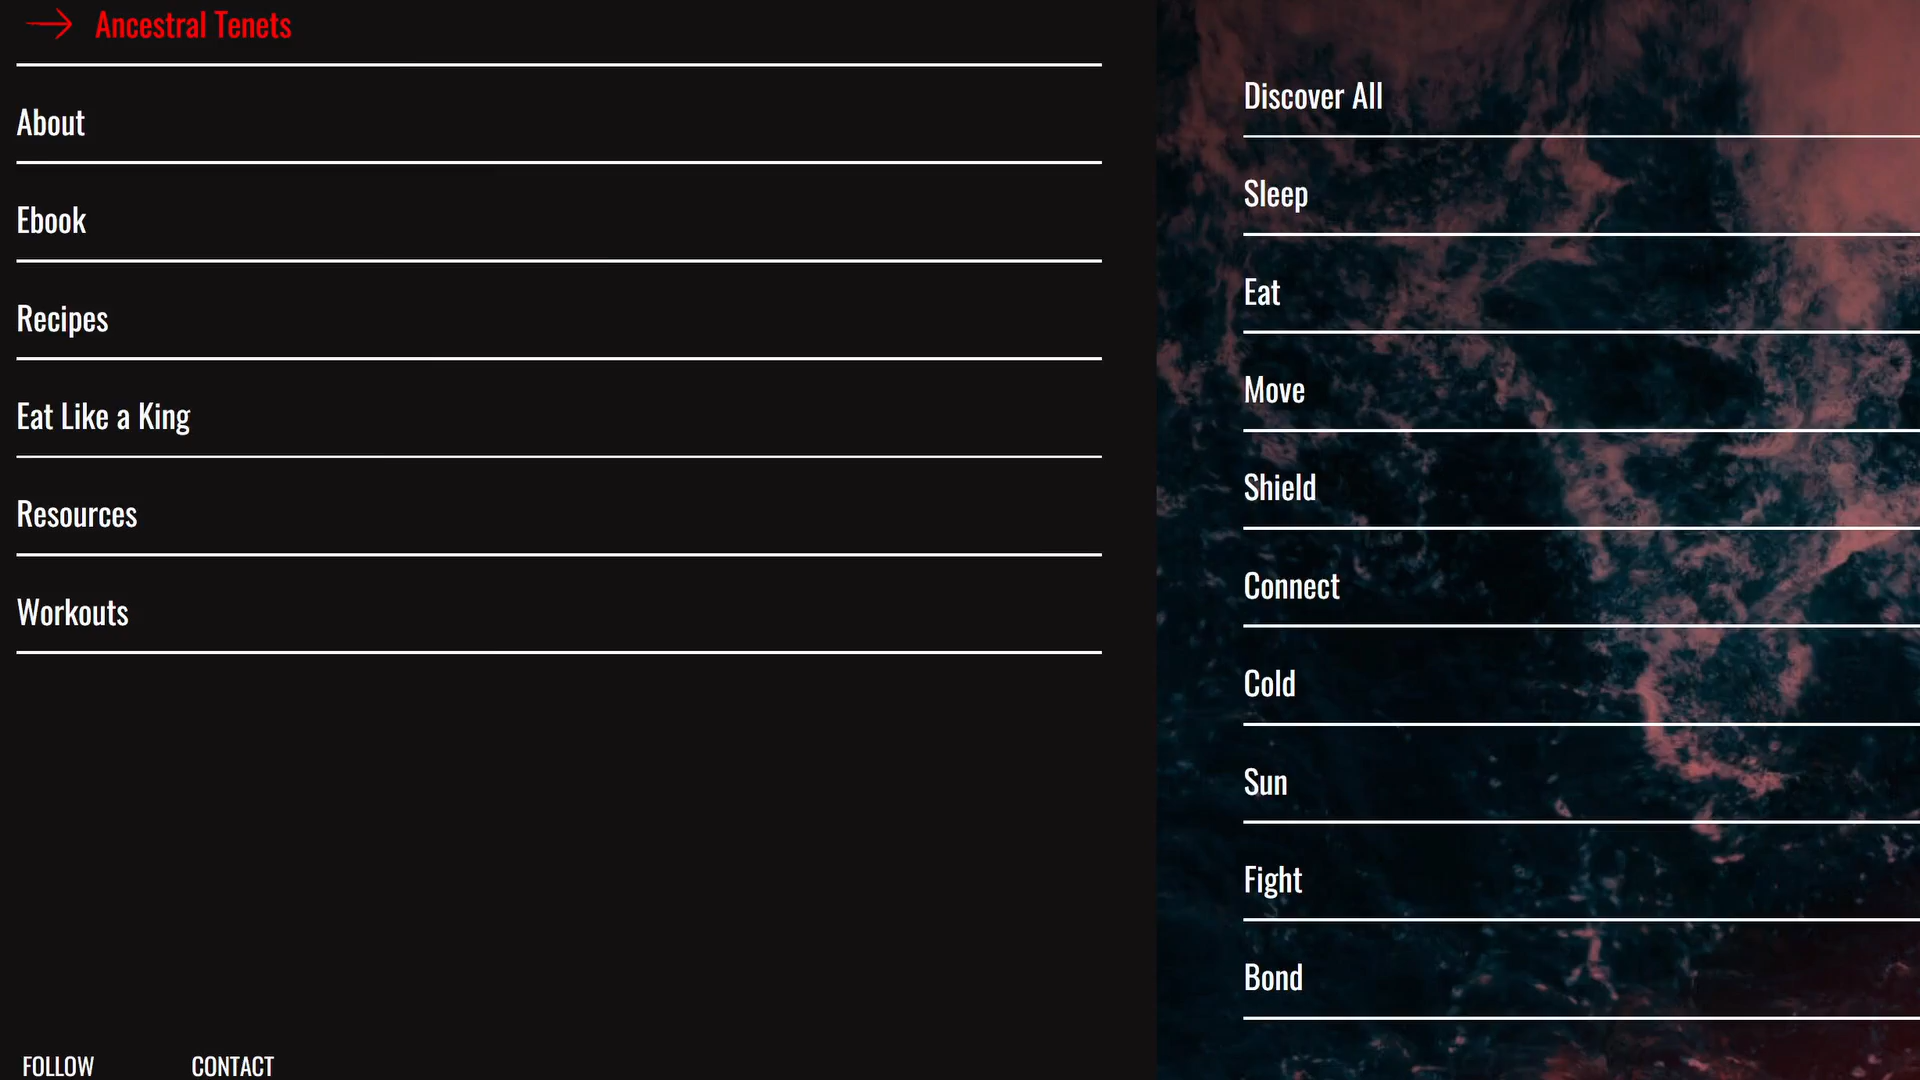 Ancestral Tenets
About
Ebook
Recipes
Eat Like a King
Resources
Workouts
FOLLOW
CONTACT
Discover All
Sleep
Eat
Move
Shield
Connect
Cold
Sun
Fight
Bond